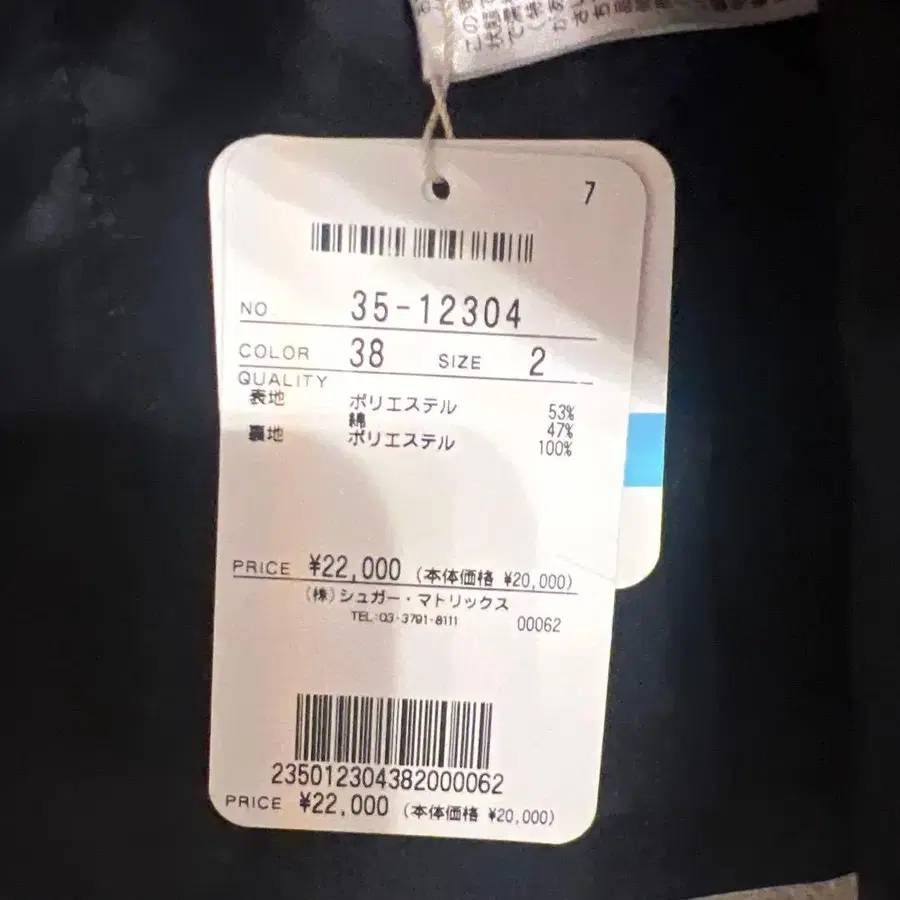 7
NO. 35-12304
COLOR 38 SIZE 2
QUALITY
表地 ポリエステル 53%
綿 47%
裏地 ポリエステル 100%
PRICE ¥22,000 (本体価格 ¥20,000)
(株)シュガー・マトリックス
TEL:03-3791-8111 00062
235012304382000062
PRICE ¥22,000 (本体価格 ¥20,000)